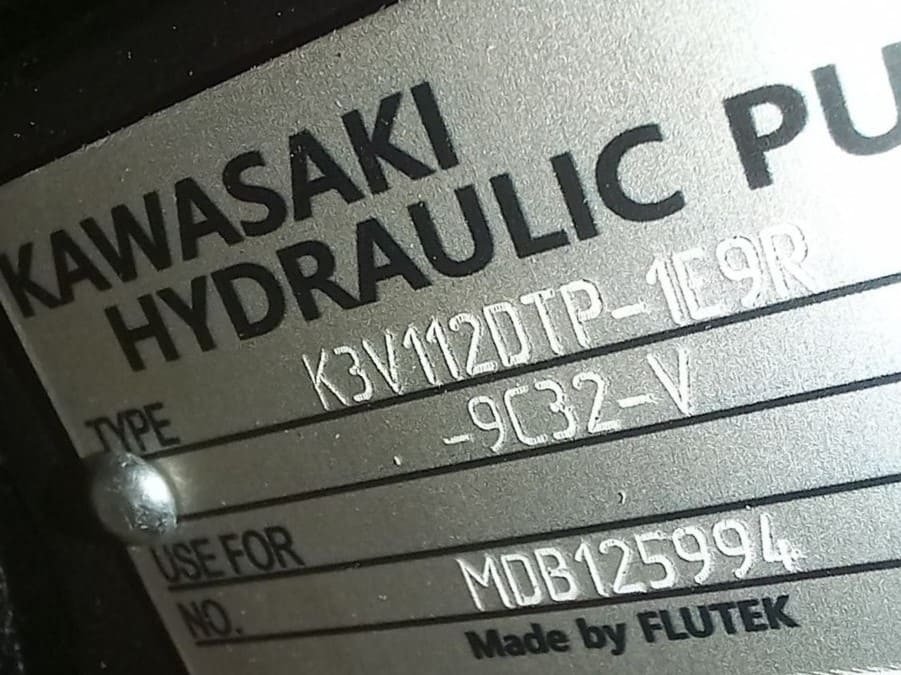 KAWASAKI
HYDRAULIC PU
TYPE K3V112DTP-1E9R
-9C32-V
USE FOR
NO. MDB125994
Made by FLUTEK